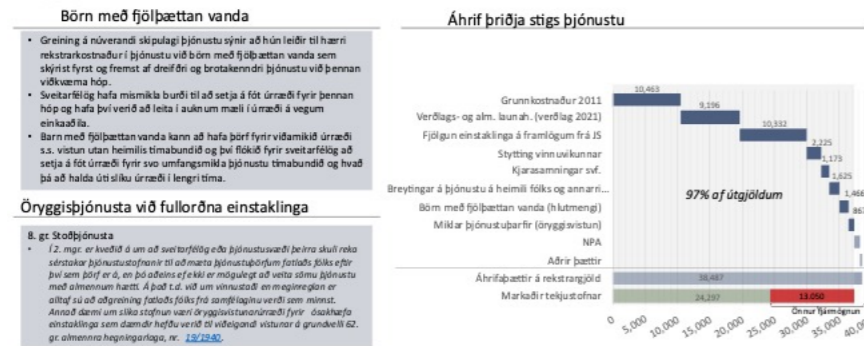 Börn með fjölþættan vanda
• Greining á núverandi skipulagi þjónustu sýnir að hún leiðir til hærri
rekstrarkostnaður í þjónustu við börn með fjölþættan vanda sem
skýrist fyrst og fremst af dreifðri og brotakenndri þjónustu við þennan
viðkvæma hóp.
• Sveitarfélög hafa mismikla burði til að setja á fót úrræði fyrir þennan
hóp og hafa því verið að leita í auknum mæli í úrræði á vegum
einkaaðila.
• Barn með fjölþættan vanda kann að hafa þörf fyrir viðamikið úrræði
s.s. vistun utan heimilis tímabundið og því flókið fyrir sveitarfélög að
setja á fót úrræði fyrir svo umfangsmikla þjónustu tímabundið og hvað
þá að halda úti slíku úrræði í lengri tíma.
Öryggisþjónusta við fullorðna einstaklinga
8. gr. Stoðþjónusta
• Í 2. mgr. er kveðið á um að sveitarfélög eða þjónustusvæði þeirra skuli reka
sérstakar þjónustustofnanir til að mæta þjónustuþörfum fatlaðs fólks eftir
því sem þörf er á, en þó aðeins ef ekki er mögulegt að veita sömu þjónustu
með almennum hætti. Á það t.d. við um vinnustaði en meginreglan er
alltaf sú að aðgreining fatlaðs fólks frá samfélaginu verði sem minnst.
Annað dæmi um slíka stofnun væri öryggisvistunarúrræði fyrir ósakhæfa
einstaklinga sem dæmdir hefðu verið til viðeigandi vistunar á grundvelli 62.
gr. almennra hegningarlaga, nr. 19/1940.
Áhrif þriðja stigs þjónustu
Grunnkostnaður 2011 10,463
Verðlags- og alm. launah. (verðlag 2021) 9,196
Fjölgun einstaklinga á framlögum frá JS 10,332
Stytting vinnuvikunnar 2,225
Kjarasamningar svf. 1,173
Breytingar á þjónustu á heimili fólks og annarri... 1,625
Börn með fjölþættan vanda (hlutmengi) 1,466
Miklar þjónustuþarfir (öryggisvistun) 867
97% af útgjöldum
NPA
Aðrir þættir
Áhrifaþættir á rekstrargjöld 38,487
Markaðir tekjustofnar 24,297 13,050
Önnur fjármögnun
0 5,000 10,000 15,000 20,000 25,000 30,000 35,000